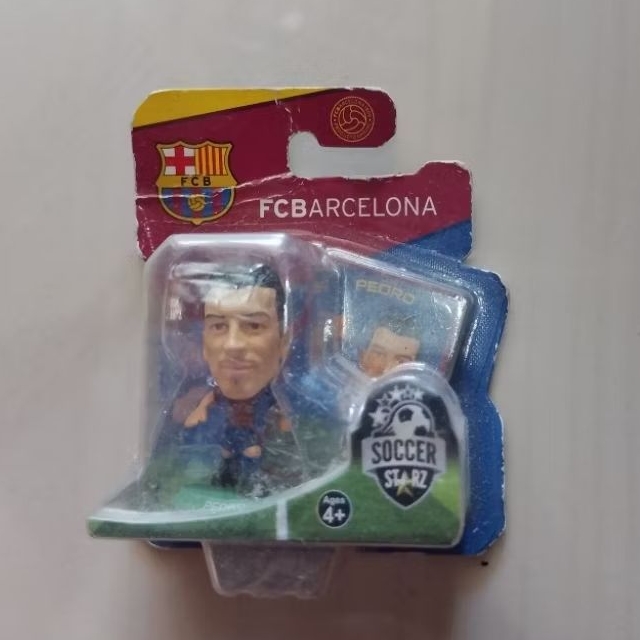 FCB
FCBARCELONA
PEDRO
SOCCER
STARZ
Ages
4+